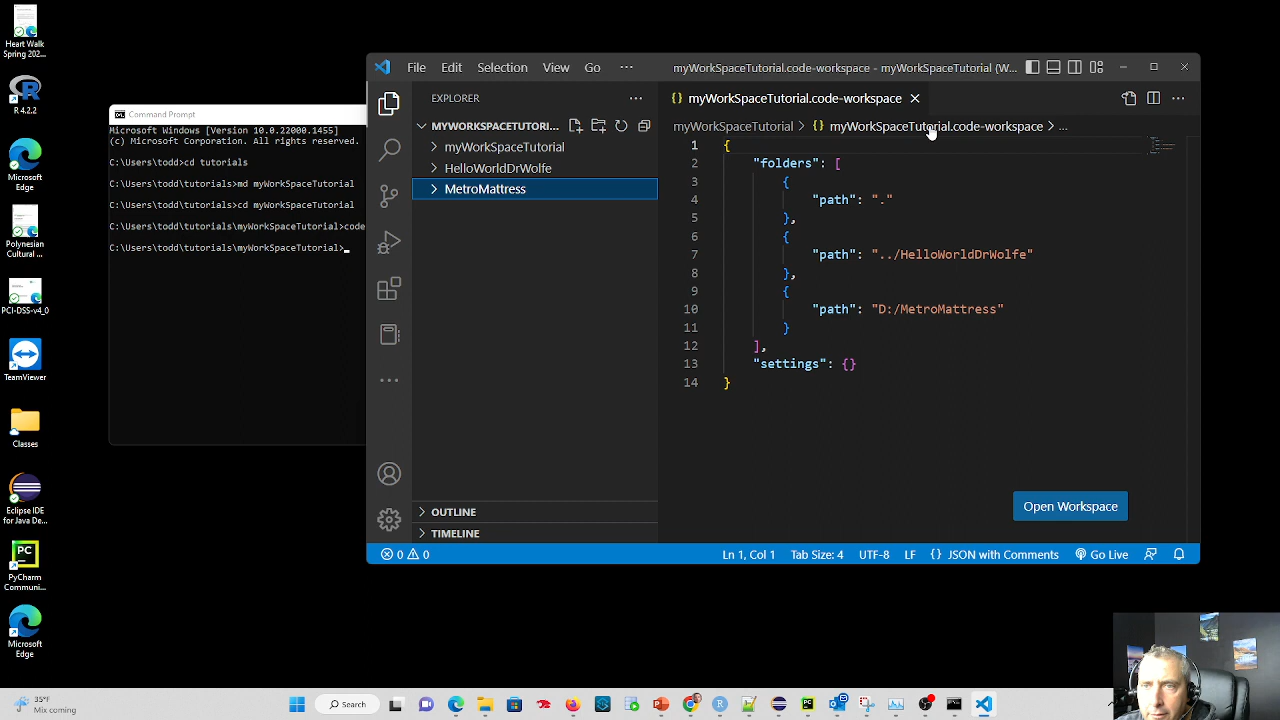 Heart Walk
Spring 202...
R 4.2.2
Microsoft
Edge
Polynesian
Cultural ...
PCI-DSS-v4_0
TeamViewer
Classes
Eclipse IDE
for Java De...
PyCharm
Communi...
Microsoft
Edge
Command Prompt
Microsoft Windows [Version 10.0.22000.1455]
(c) Microsoft Corporation. All rights reserved.
C:\Users\todd>cd tutorials
C:\Users\todd\tutorials>md myWorkSpaceTutorial
C:\Users\todd\tutorials>cd myWorkSpaceTutorial
C:\Users\todd\tutorials\myWorkSpaceTutorial>code
C:\Users\todd\tutorials\myWorkSpaceTutorial>
File Edit Selection View Go ... myWorkSpaceTutorial.code-workspace - myWorkSpaceTutorial (W...
EXPLORER
MYWORKSPACETUTORI...
myWorkSpaceTutorial
HelloWorldDrWolfe
MetroMattress
OUTLINE
TIMELINE
myWorkSpaceTutorial.code-workspace
myWorkSpaceTutorial > {} myWorkSpaceTutorial.code-workspace > ...
1 {
2 "folders": [
3 {
4 "path": "."
5 },
6 {
7 "path": "../HelloWorldDrWolfe"
8 },
9 {
10 "path": "D:/MetroMattress"
11 }
12 ],
13 "settings": {}
14 }
Open Workspace
0 0 Ln 1, Col 1 Tab Size: 4 UTF-8 LF {} JSON with Comments Go Live
35°F
Mix coming
Search